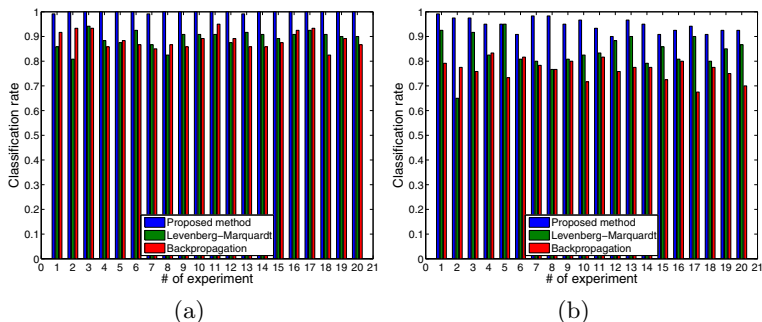 1
0.9
0.8
0.7
0.6
0.5
0.4
0.3
0.2
0.1
0
Classification rate
Proposed method
Levenberg−Marquardt
Backpropagation
0 1 2 3 4 5 6 7 8 9 10 11 12 13 14 15 16 17 18 19 20 21
# of experiment
(a)
1
0.9
0.8
0.7
0.6
0.5
0.4
0.3
0.2
0.1
0
Classification rate
Proposed method
Levenberg−Marquardt
Backpropagation
0 1 2 3 4 5 6 7 8 9 10 11 12 13 14 15 16 17 18 19 20 21
# of experiment
(b)